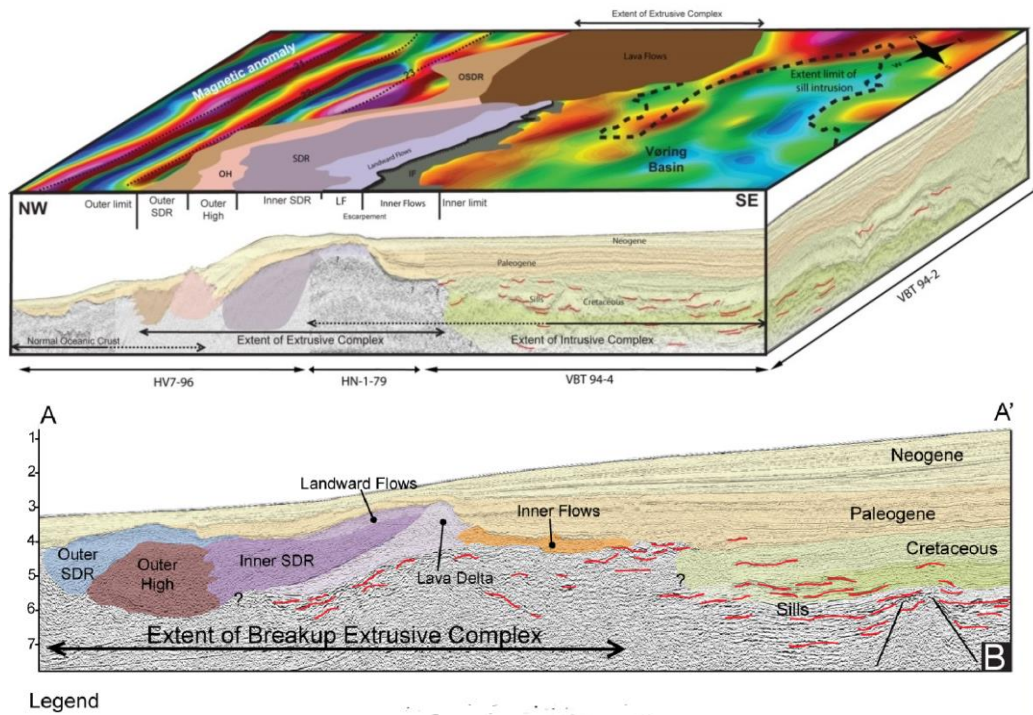 Extent of Extrusive Complex
Magnetic anomaly
23
OSDR
Lava Flows
Extent limit of
sill intrusion
SDR
Landward Flows
OH
IF
Vøring
Basin
NW
Outer limit
Outer
SDR
Outer
High
Inner SDR
LF
Escarpement
Inner Flows
Inner limit
SE
Neogene
Paleogene
Sills
Cretaceous
VBT 94-2
Normal Oceanic Crust
Extent of Extrusive Complex
Extent of Intrusive Complex
HV7-96
HN-1-79
VBT 94-4
A
A'
1
2
3
4
5
6
7
Neogene
Landward Flows
Inner Flows
Paleogene
Outer
SDR
Outer
High
Inner SDR
Lava Delta
Cretaceous
?
?
Sills
Extent of Breakup Extrusive Complex
B
Legend